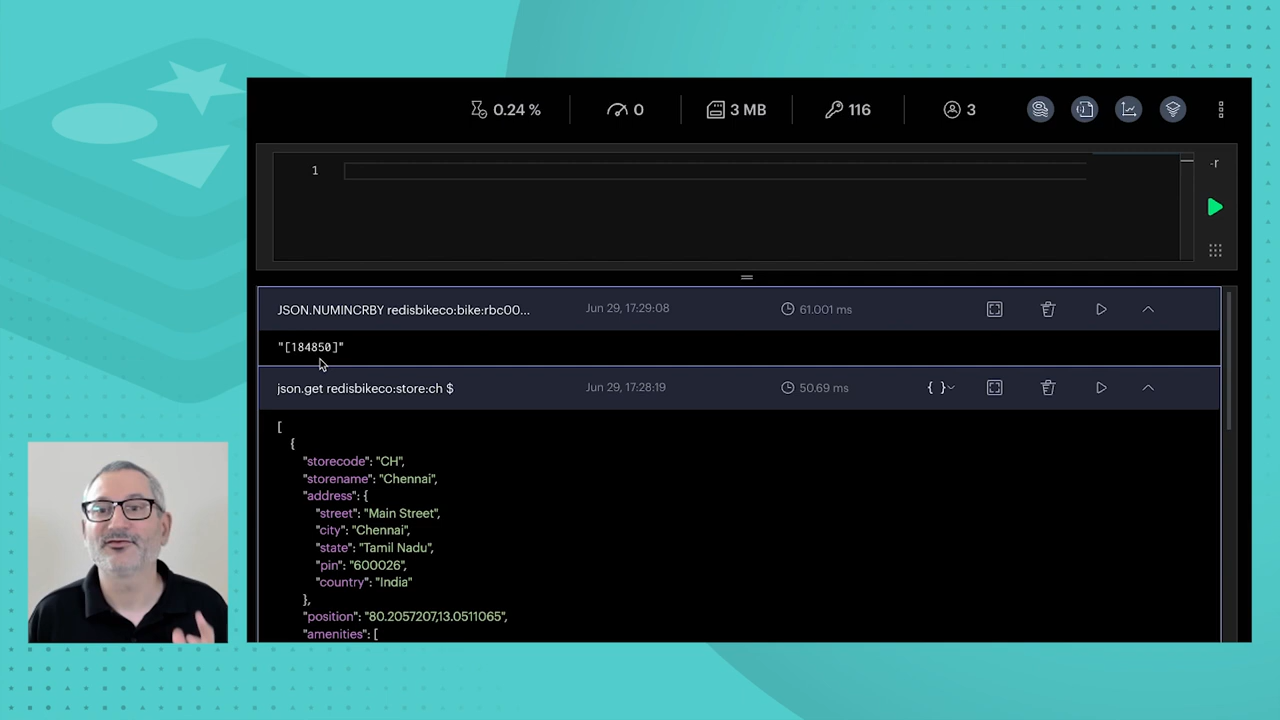 0.24 %
0
3 MB
116
3
1
-r
JSON.NUMINCRBY redisbikeco:bike:rbc00...
Jun 29, 17:29:08
61.001 ms
"[184850]"
json.get redisbikeco:store:ch $
Jun 29, 17:28:19
50.69 ms
{ }
[
{
"storecode": "CH",
"storename": "Chennai",
"address": {
"street": "Main Street",
"city": "Chennai",
"state": "Tamil Nadu",
"pin": "600026",
"country": "India"
},
"position": "80.2057207,13.0511065",
"amenities": [